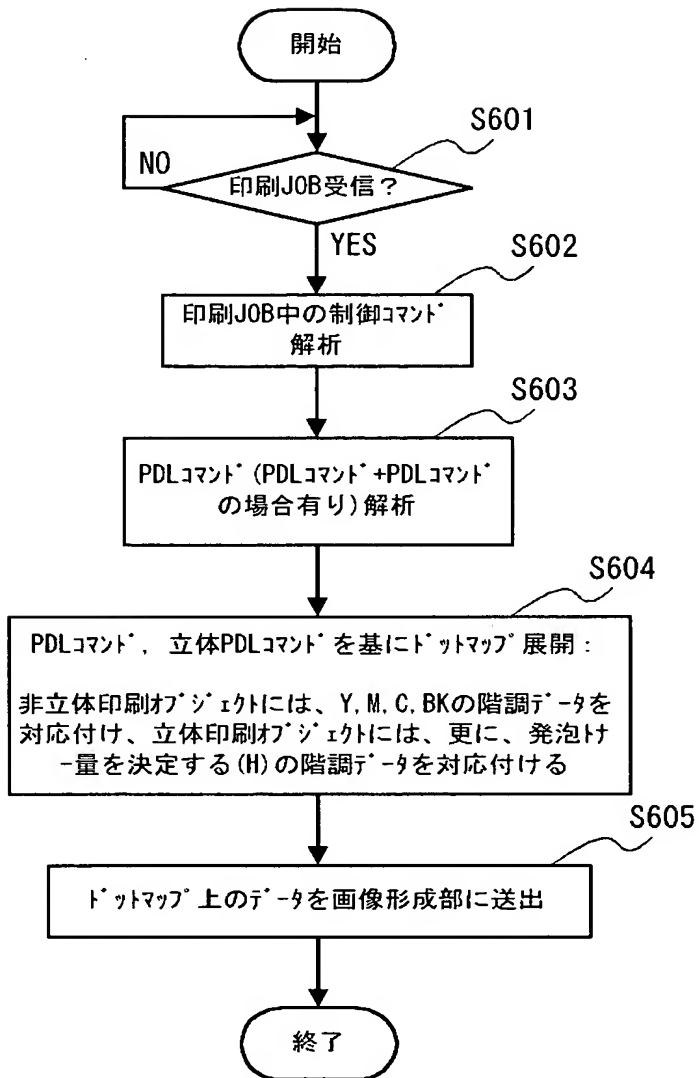 開始
S601
NO
印刷JOB受信？
YES
S602
印刷JOB中の制御ｺﾏﾝﾄﾞ
解析
S603
PDLｺﾏﾝﾄﾞ(PDLｺﾏﾝﾄﾞ+PDLｺﾏﾝﾄﾞ
の場合有り)解析
S604
PDLｺﾏﾝﾄﾞ, 立体PDLｺﾏﾝﾄﾞを基にﾄﾞｯﾄﾏｯﾌﾟ展開：
非立体印刷ｵﾌﾞｼﾞｪｸﾄには、Y,M,C,BKの階調ﾃﾞｰﾀを
対応付け、立体印刷ｵﾌﾞｼﾞｪｸﾄには、更に、発泡ﾄﾅ
ｰ量を決定する(H)の階調ﾃﾞｰﾀを対応付ける
S605
ﾄﾞｯﾄﾏｯﾌﾟ上のﾃﾞｰﾀを画像形成部に送出
終了